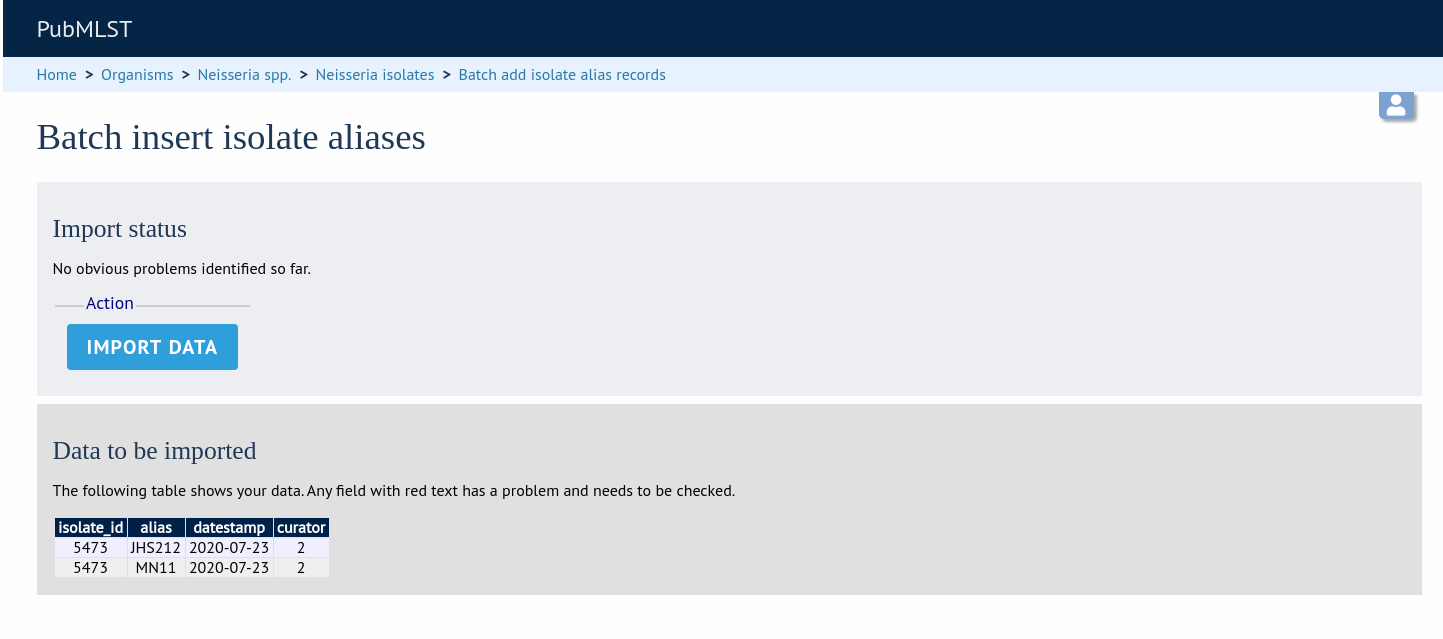 PubMLST
Home > Organisms > Neisseria spp. > Neisseria isolates > Batch add isolate alias records
Batch insert isolate aliases
Import status
No obvious problems identified so far.
Action
IMPORT DATA
Data to be imported
The following table shows your data. Any field with red text has a problem and needs to be checked.
isolate_id alias datestamp curator
5473 JHS212 2020-07-23 2
5473 MN11 2020-07-23 2